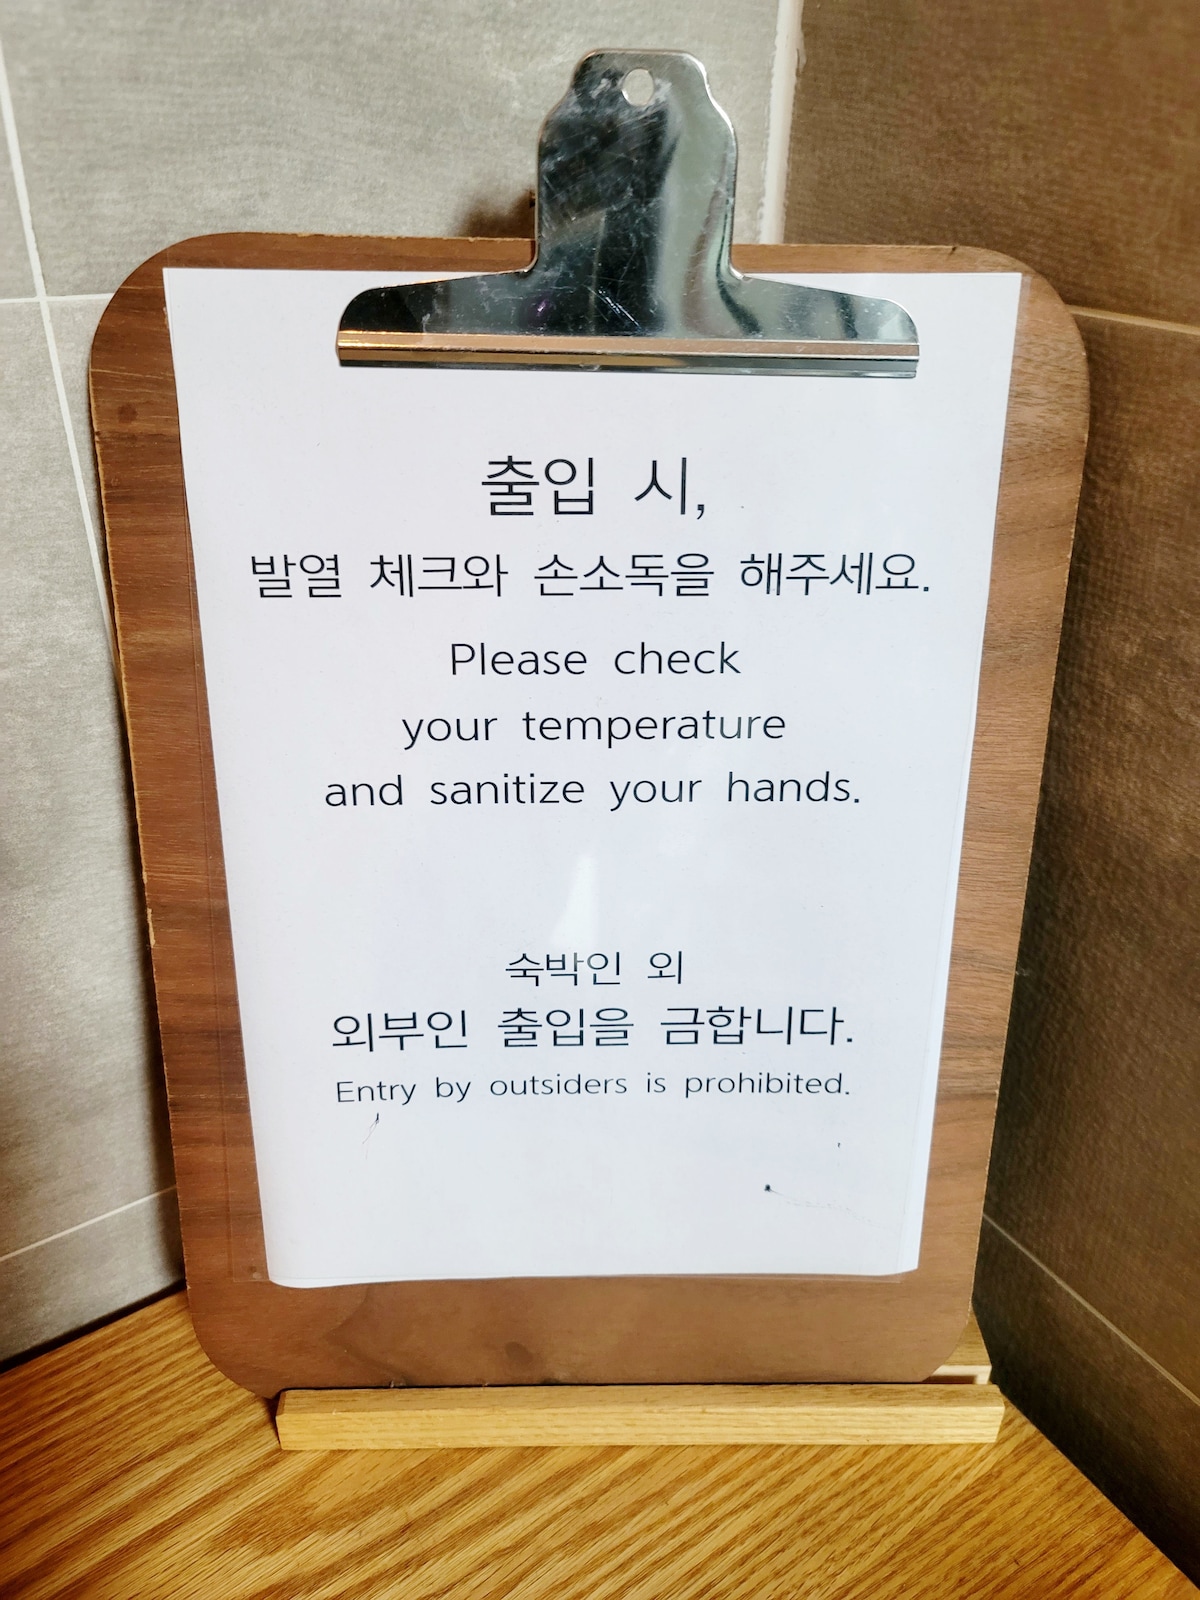 출입 시,
발열 체크와 손소독을 해주세요.
Please check
your temperature
and sanitize your hands.
숙박인 외
외부인 출입을 금합니다.
Entry by outsiders is prohibited.